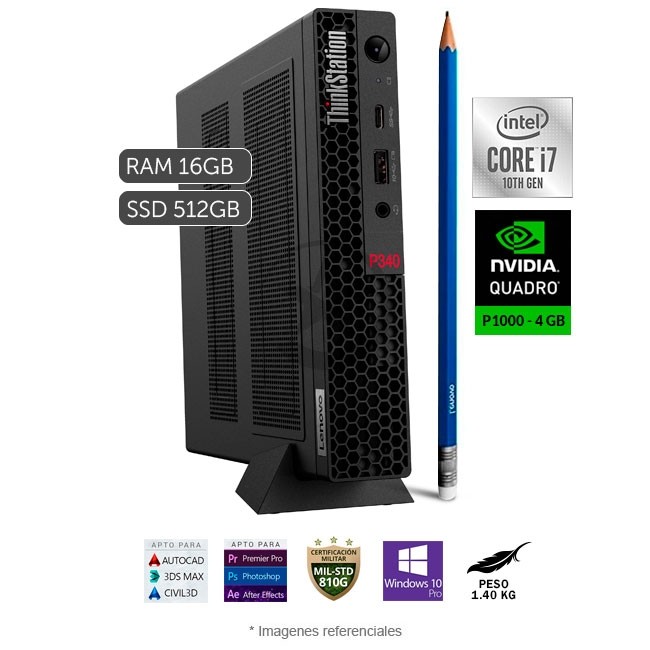 ThinkStation
P340
Lenovo
RAM 16GB
SSD 512GB
intel
CORE i7
10TH GEN
NVIDIA
QUADRO
P1000 - 4 GB
APTO PARA
AUTOCAD
3DS MAX
CIVIL3D
APTO PARA
Pr Premier Pro
Ps Photoshop
Ae After Effects
CERTIFICACIÓN
MILITAR
MIL-STD
810G
Windows 10
Pro
PESO
1.40 KG
* Imagenes referenciales